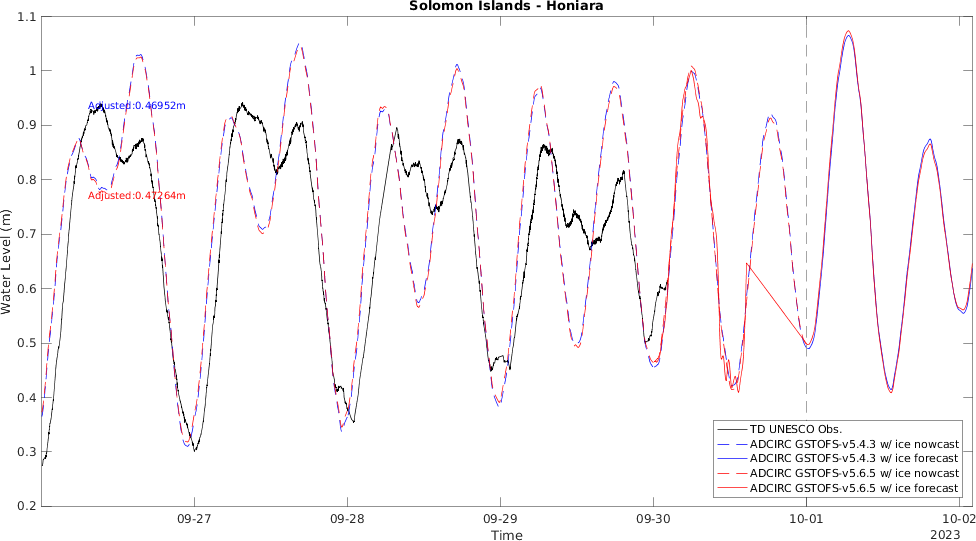 Solomon Islands - Honiara
1.1
1
0.9
0.8
0.7
0.6
0.5
0.4
0.3
0.2
Water Level (m)
Adjusted:0.46952m
Adjusted:0.47264m
TD UNESCO Obs.
ADCIRC GSTOFS-v5.4.3 w/ ice nowcast
ADCIRC GSTOFS-v5.4.3 w/ ice forecast
ADCIRC GSTOFS-v5.6.5 w/ ice nowcast
ADCIRC GSTOFS-v5.6.5 w/ ice forecast
09-27
09-28
09-29
09-30
10-01
10-02
Time
2023